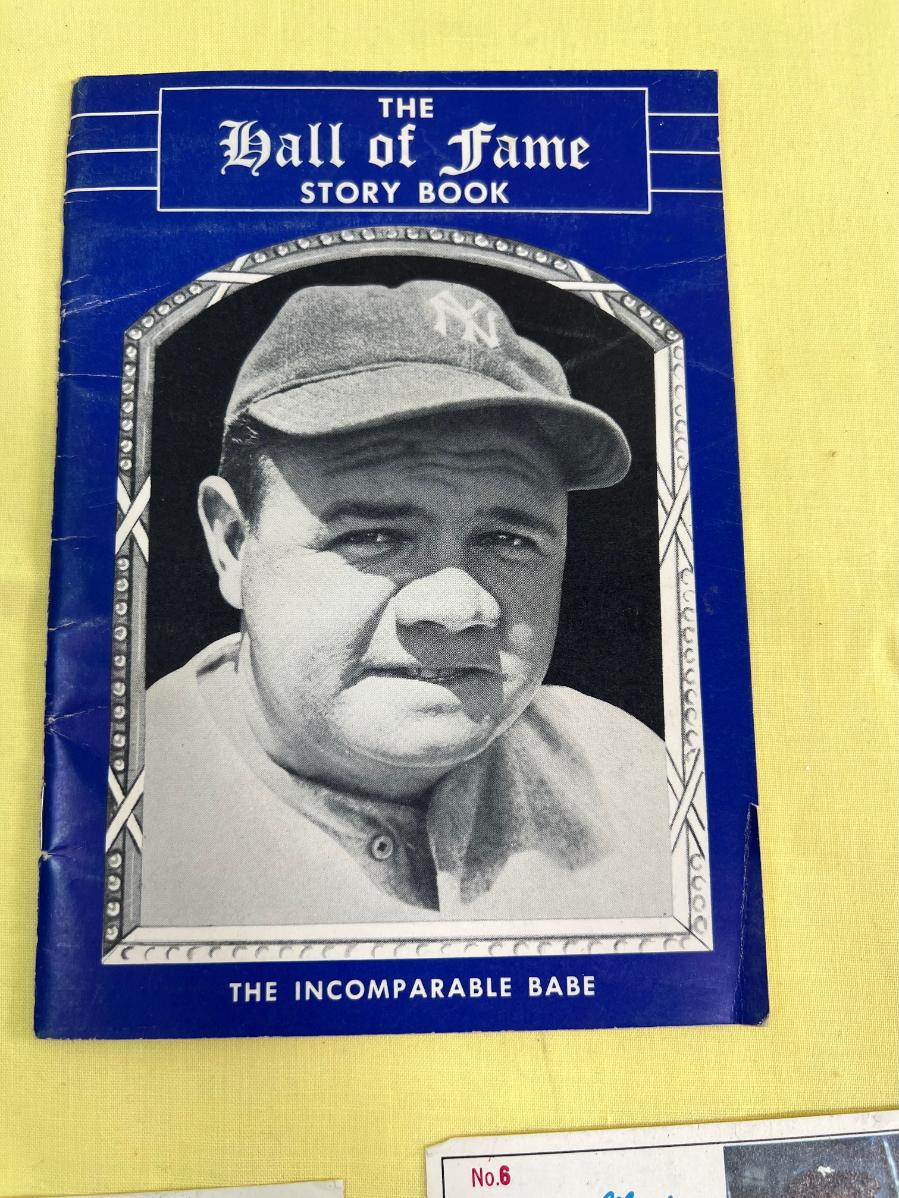 THE
Hall of Fame
STORY BOOK
NY
THE INCOMPARABLE BABE
No.6